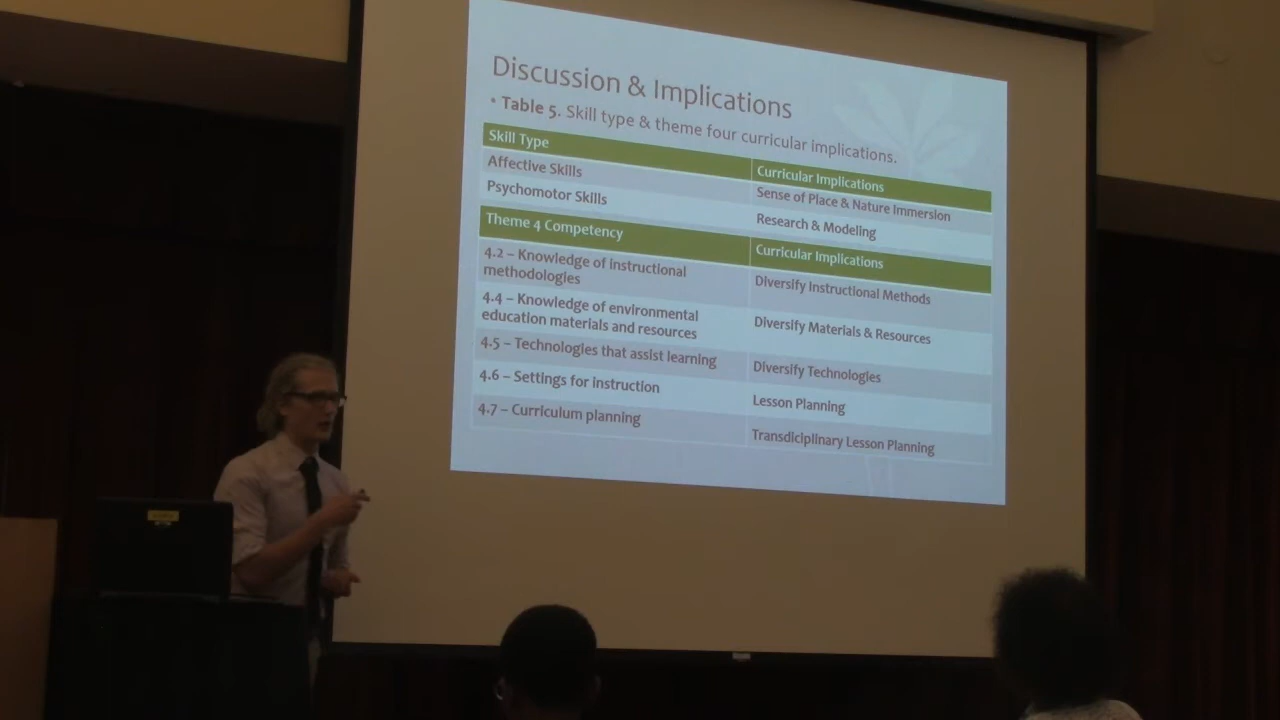 Discussion & Implications
• Table 5. Skill type & theme four curricular implications.
Skill Type
Curricular Implications
Affective Skills
Sense of Place & Nature Immersion
Psychomotor Skills
Research & Modeling
Theme 4 Competency
Curricular Implications
4.2 – Knowledge of instructional
methodologies
Diversify Instructional Methods
4.4 – Knowledge of environmental
education materials and resources
Diversify Materials & Resources
4.5 – Technologies that assist learning
Diversify Technologies
4.6 – Settings for instruction
Lesson Planning
4.7 – Curriculum planning
Transdiciplinary Lesson Planning